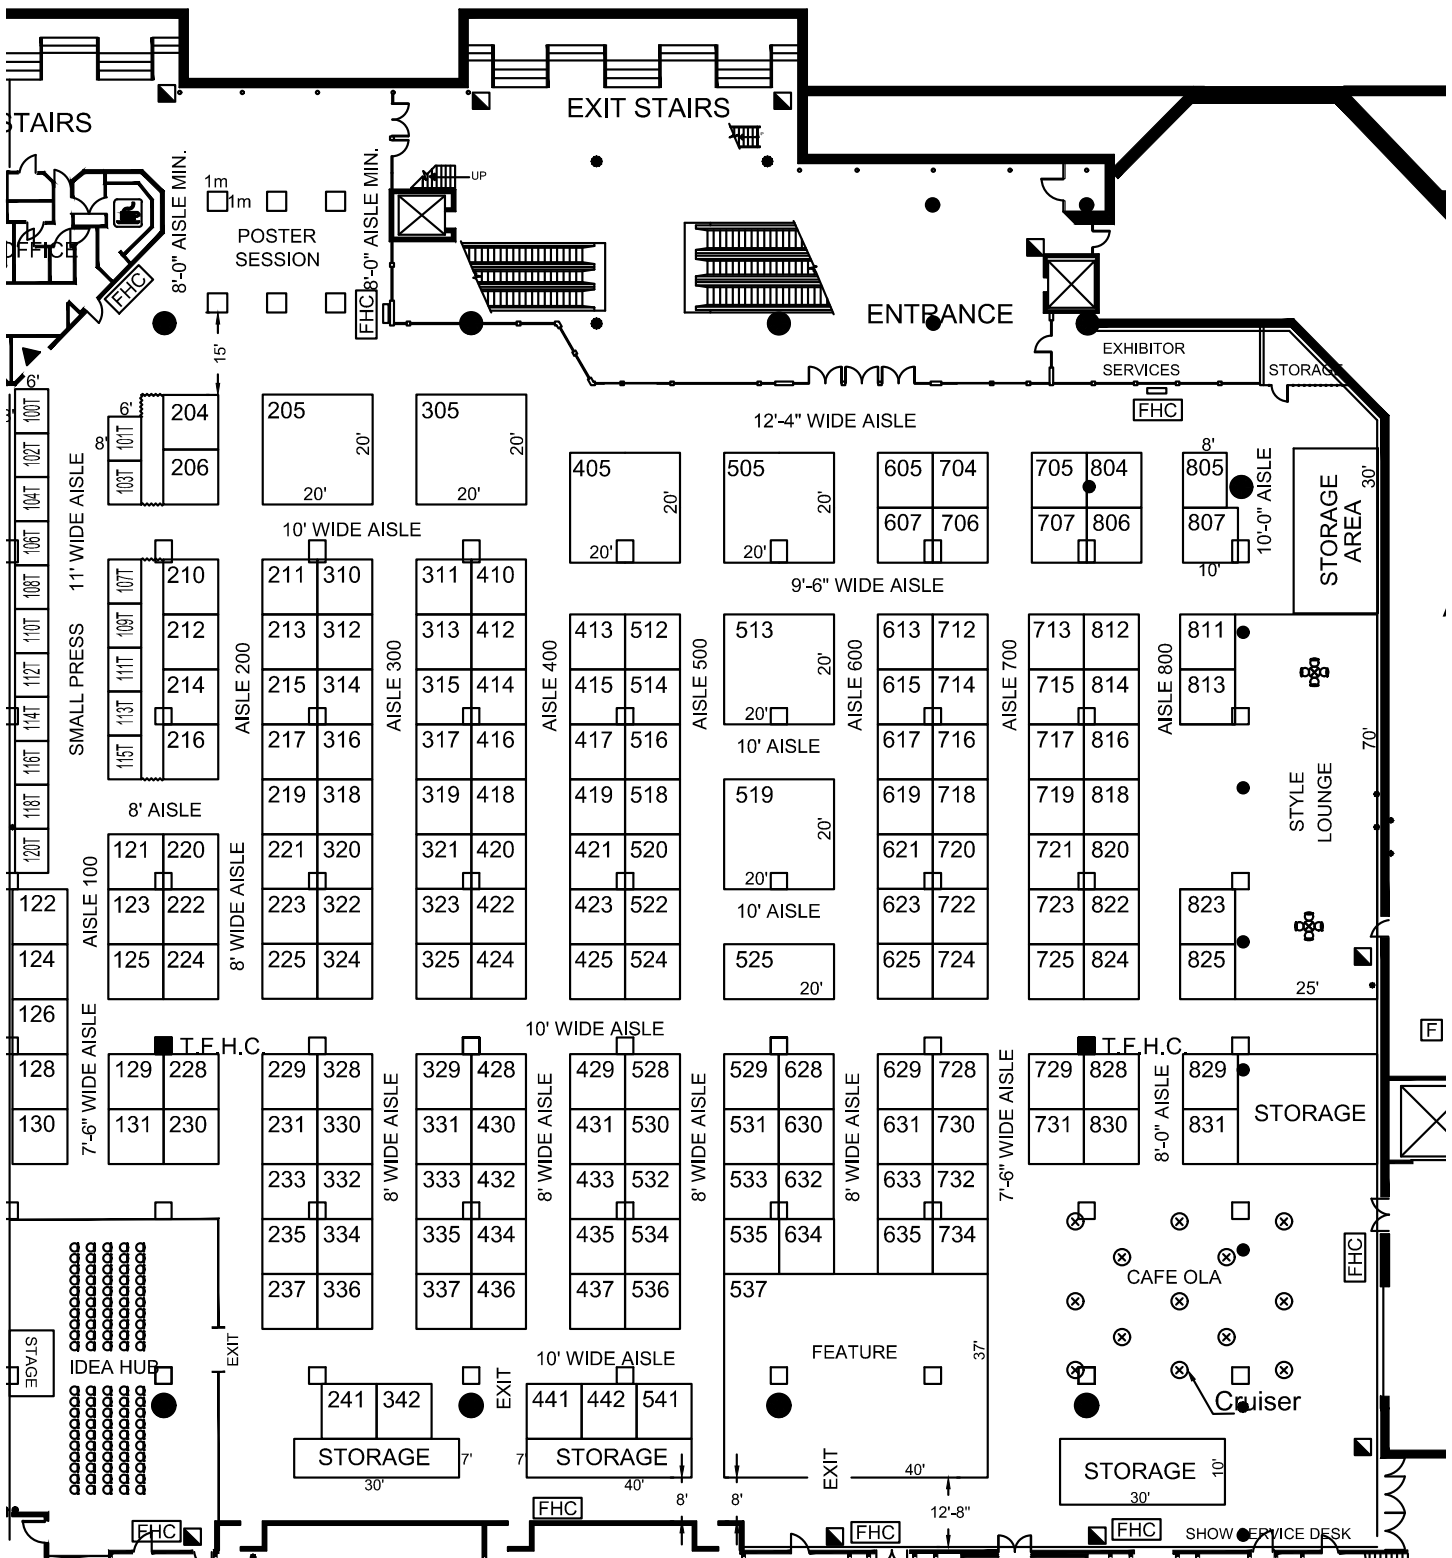 EXIT STAIRS
STAIRS
8'-0" AISLE MIN.
8'-0" AISLE MIN.
UP
1m
1m
POSTER
SESSION
OFFICE
FHC
FHC
ENTRANCE
15'
EXHIBITOR
SERVICES
STORAGE
FHC
12'-4" WIDE AISLE
6'
6'
8'
100T
102T
104T
106T
108T
110T
112T
114T
116T
118T
120T
101T
103T
107T
109T
111T
113T
115T
11' WIDE AISLE
SMALL PRESS
204
206
205
20'
20'
305
20'
20'
405
20'
20'
505
20'
20'
605 704
607 706
705 804
707 806
8'
805
807
10'
10'-0" AISLE
STORAGE
AREA
30'
10' WIDE AISLE
9'-6" WIDE AISLE
210
212
214
216
AISLE 200
211 310
213 312
215 314
217 316
219 318
221 320
223 322
225 324
AISLE 300
311 410
313 312
315 414
317 416
319 418
321 420
323 422
325 424
AISLE 400
413 512
415 514
417 516
419 518
421 520
423 522
425 524
AISLE 500
513
20'
20'
10' AISLE
519
20'
20'
10' AISLE
525
20'
AISLE 600
613 712
615 714
617 716
619 718
621 720
623 722
625 724
AISLE 700
713 812
715 814
717 816
719 818
721 820
723 822
725 824
AISLE 800
811
813
823
825
STYLE
LOUNGE
70'
25'
8' AISLE
121 220
123 222
125 224
AISLE 100
8' WIDE AISLE
122
124
126
128
130
7'-6" WIDE AISLE
10' WIDE AISLE
T.F.H.C.
T.F.H.C.
F
129 228
131 230
229 328
231 330
233 332
235 334
237 336
8' WIDE AISLE
329 428
331 430
333 432
335 434
337 436
8' WIDE AISLE
429 528
431 530
433 532
435 534
437 536
8' WIDE AISLE
529 628
531 630
533 632
535 634
537
8' WIDE AISLE
629 728
631 730
633 732
635 734
7'-6" WIDE AISLE
729 828
731 830
8'-0" AISLE
829
831
STORAGE
FEATURE
37'
40'
EXIT
CAFE OLA
Cruiser
FHC
STAGE
IDEA HUB
EXIT
10' WIDE AISLE
EXIT
241 342
STORAGE
7'
30'
441 442 541
STORAGE
7'
40'
8'
8'
12'-8"
STORAGE
10'
30'
FHC
FHC
FHC
FHC
SHOW SERVICE DESK